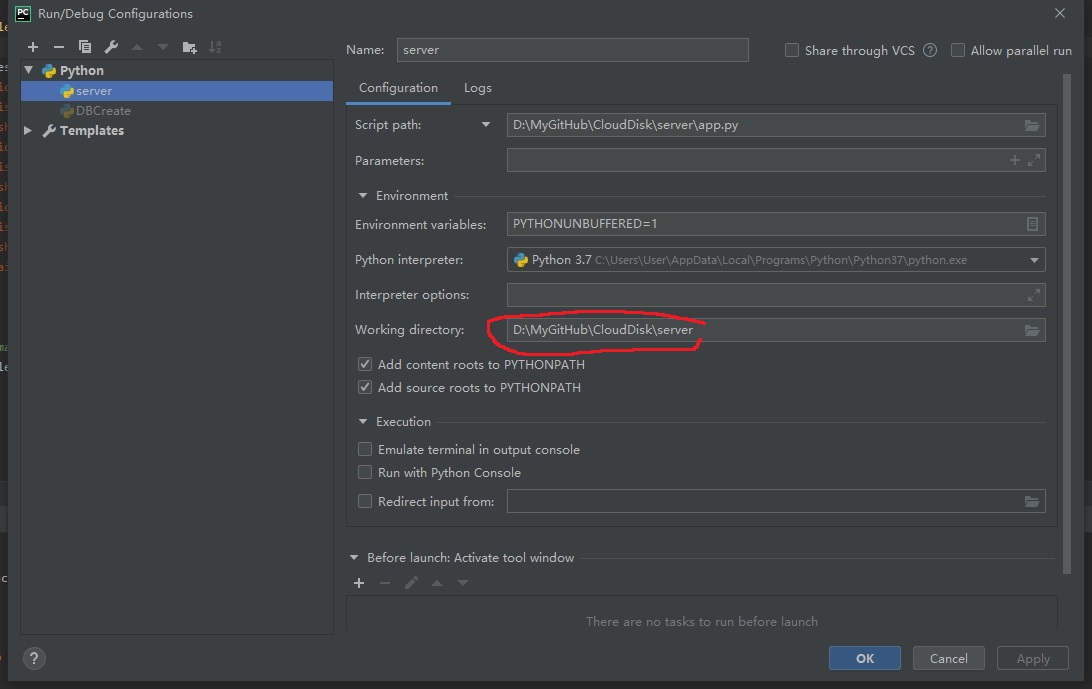 PC Run/Debug Configurations
Name: server Share through VCS ? Allow parallel run
Python
server
DBCreate
Templates
Configuration Logs
Script path: D:\MyGitHub\CloudDisk\server\app.py
Parameters:
Environment
Environment variables: PYTHONUNBUFFERED=1
Python interpreter: Python 3.7 C:\Users\User\AppData\Local\Programs\Python\Python37\python.exe
Interpreter options:
Working directory: D:\MyGitHub\CloudDisk\server
Add content roots to PYTHONPATH
Add source roots to PYTHONPATH
Execution
Emulate terminal in output console
Run with Python Console
Redirect input from:
Before launch: Activate tool window
There are no tasks to run before launch
? OK Cancel Apply